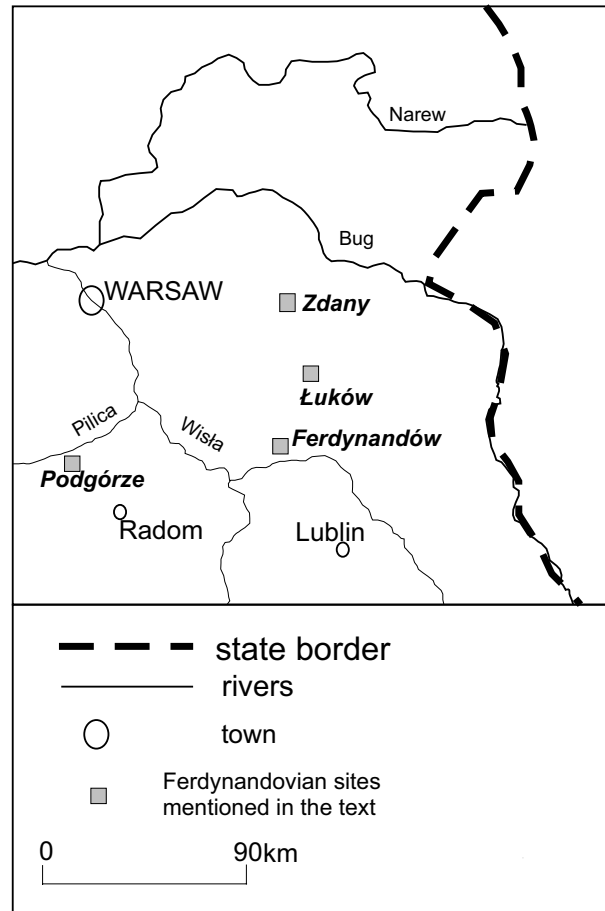 Narew
Bug
WARSAW
Zdany
Łuków
Pilica
Wisła
Ferdynandów
Podgórze
Radom
Lublin
state border
rivers
town
Ferdynandovian sites
mentioned in the text
0 90km